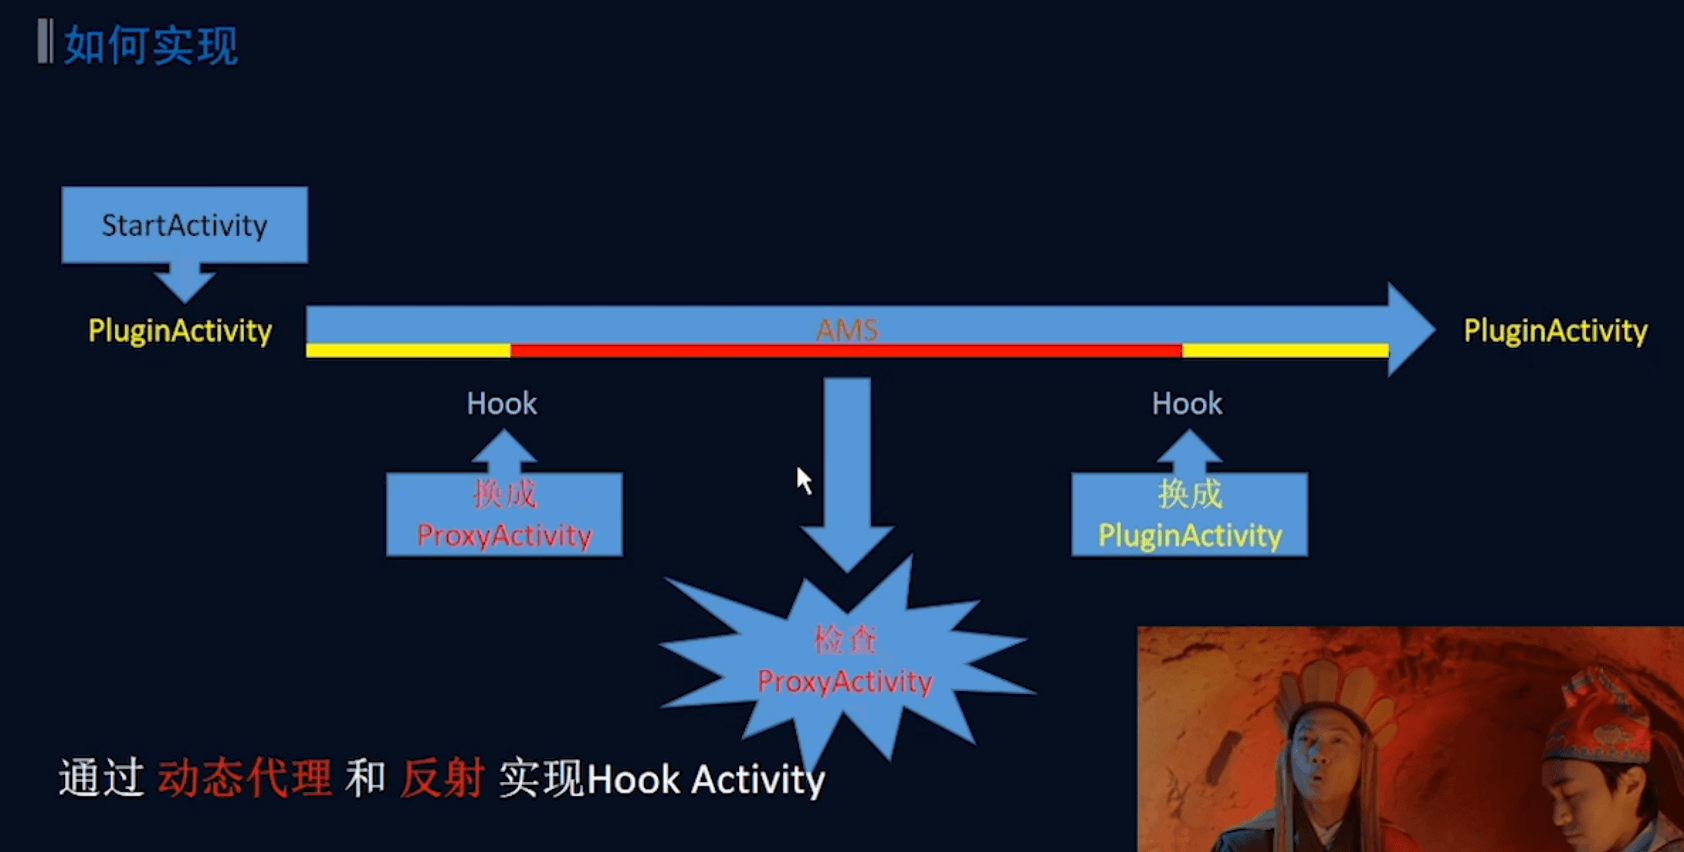 如何实现
StartActivity
PluginActivity
AMS
PluginActivity
Hook
Hook
换成
ProxyActivity
换成
PluginActivity
检查
ProxyActivity
通过 动态代理 和 反射 实现Hook Activity